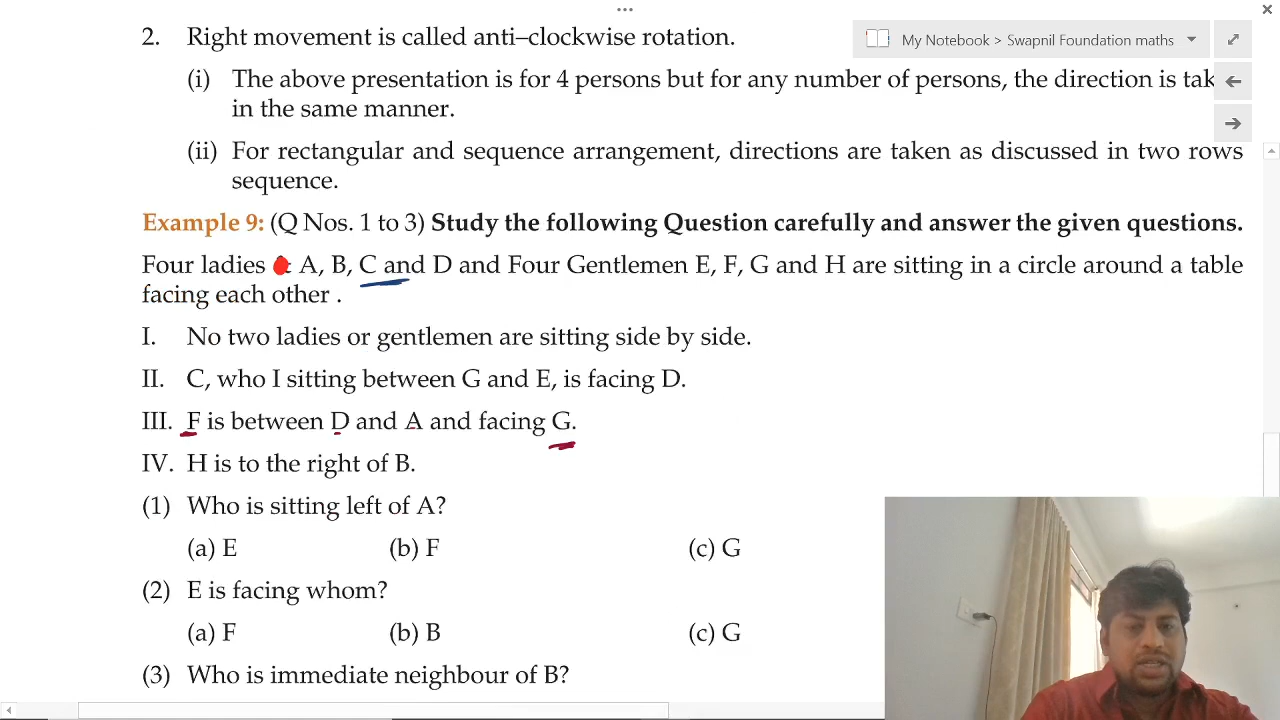 2. Right movement is called anti–clockwise rotation.
My Notebook > Swapnil Foundation maths
(i) The above presentation is for 4 persons but for any number of persons, the direction is tak
in the same manner.
(ii) For rectangular and sequence arrangement, directions are taken as discussed in two rows
sequence.
Example 9: (Q Nos. 1 to 3) Study the following Question carefully and answer the given questions.
Four ladies A, B, C and D and Four Gentlemen E, F, G and H are sitting in a circle around a table
facing each other .
I. No two ladies or gentlemen are sitting side by side.
II. C, who I sitting between G and E, is facing D.
III. F is between D and A and facing G.
IV. H is to the right of B.
(1) Who is sitting left of A?
(a) E (b) F (c) G
(2) E is facing whom?
(a) F (b) B (c) G
(3) Who is immediate neighbour of B?